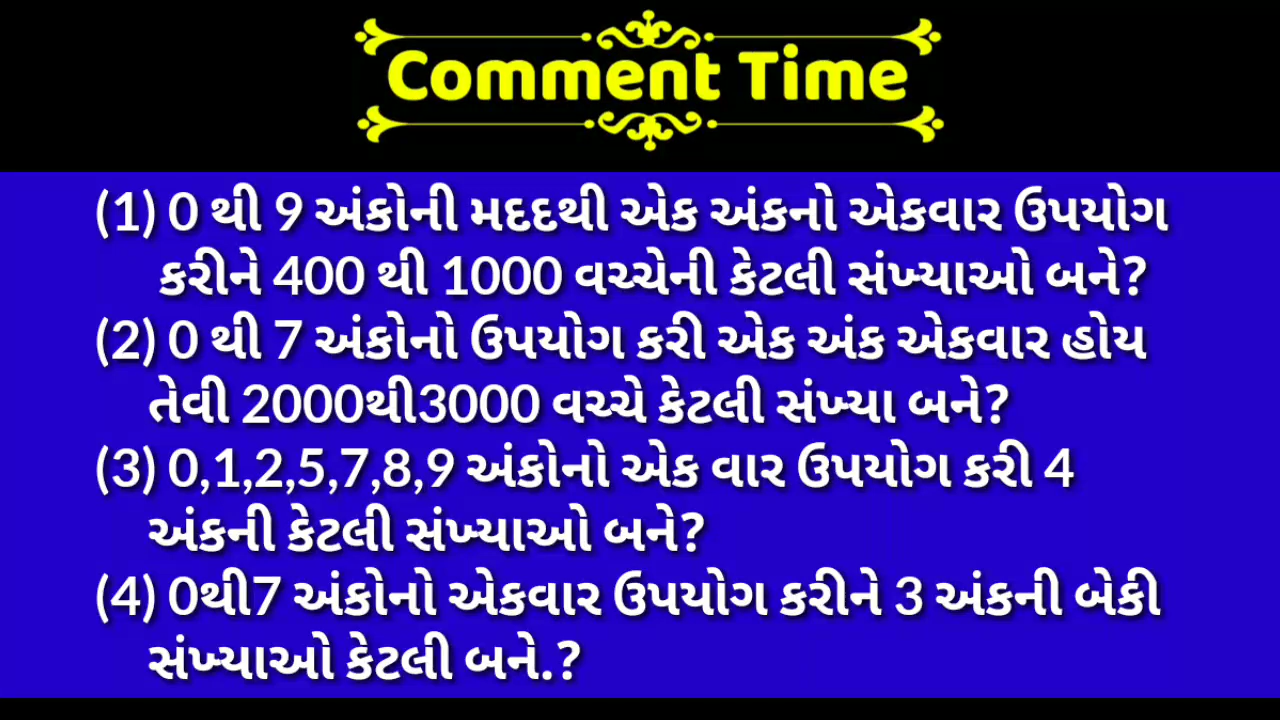 Comment Time
(1) 0 થી 9 અંકોની મદદથી એક અંકનો એકવાર ઉપયોગ
કરીને 400 થી 1000 વચ્ચેની કેટલી સંખ્યાઓ બને?
(2) 0 થી 7 અંકોનો ઉપયોગ કરી એક અંક એકવાર હોય
તેવી 2000થી3000 વચ્ચે કેટલી સંખ્યા બને?
(3) 0,1,2,5,7,8,9 અંકોનો એક વાર ઉપયોગ કરી 4
અંકની કેટલી સંખ્યાઓ બને?
(4) 0થી7 અંકોનો એકવાર ઉપયોગ કરીને 3 અંકની બેકી
સંખ્યાઓ કેટલી બને.?